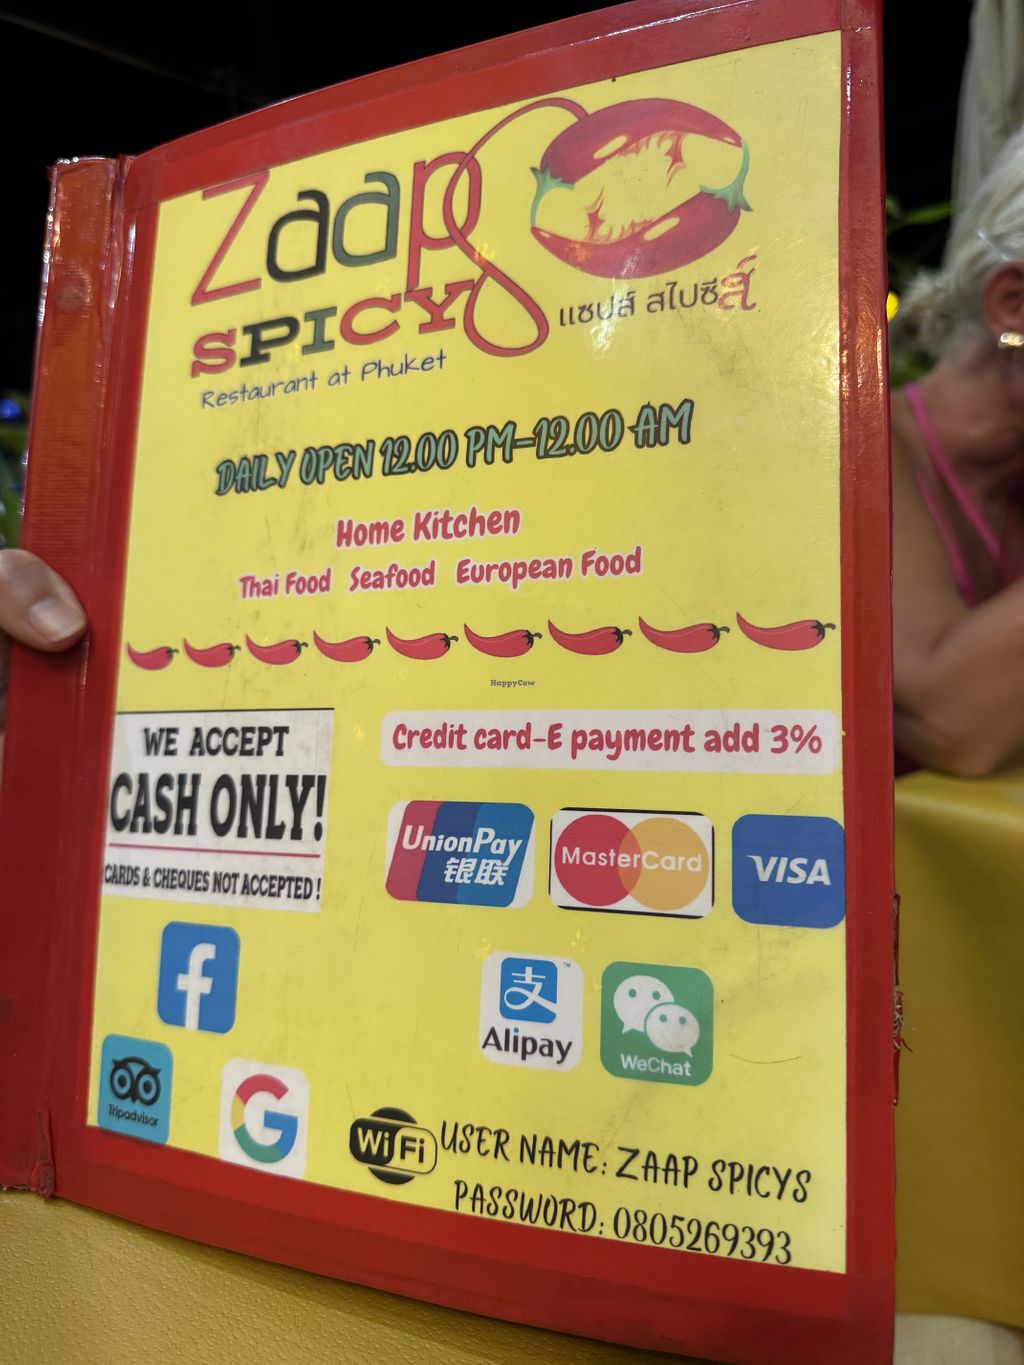 Zaap
SPICYS
แซปส์ สไปซีส์
Restaurant at Phuket
DAILY OPEN 12.00 PM-12.00 AM
Home Kitchen
Thai Food Seafood European Food
HappyCow
WE ACCEPT
CASH ONLY!
CARDS & CHEQUES NOT ACCEPTED!
Credit card-E payment add 3%
UnionPay
银联
MasterCard
VISA
f
支
Alipay
WeChat
Tripadvisor
G
WiFi
USER NAME: ZAAP SPICYS
PASSWORD: 0805269393